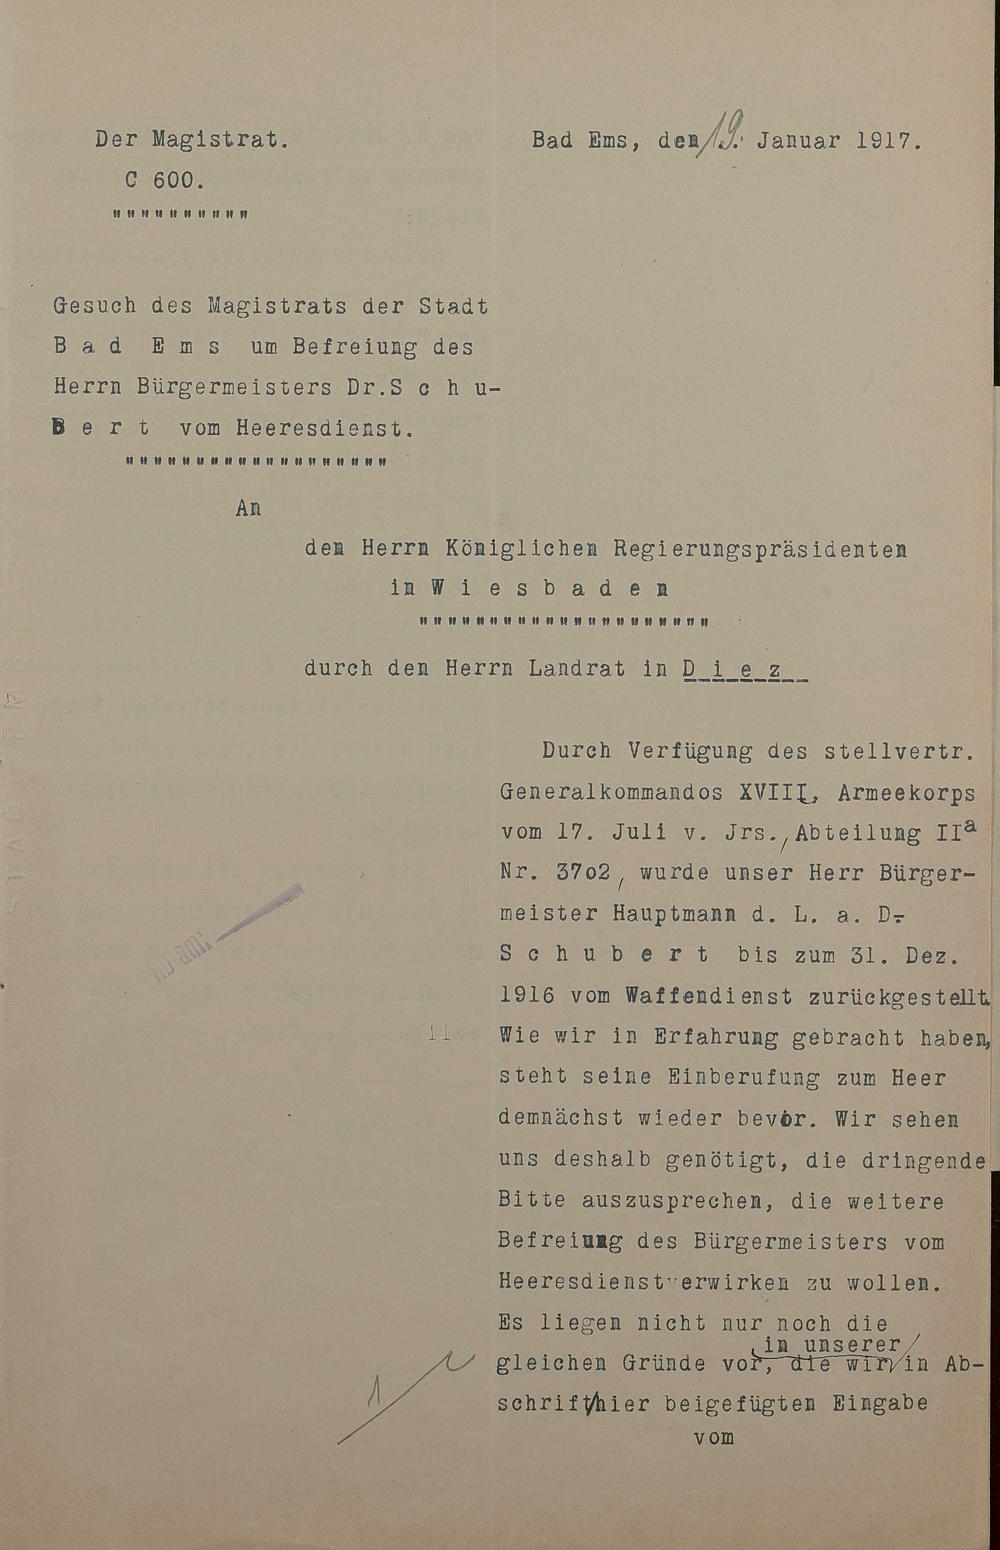 Der Magistrat.
Bad Ems, den 19. Januar 1917.
C 600.
""""""""""
Gesuch des Magistrats der Stadt
B a d  E m s  um Befreiung des
Herrn Bürgermeisters Dr.S c h u-
B e r t  vom Heeresdienst.
"""""""""""""""""""
An
den Herrn Königlichen Regierungspräsidenten
in W i e s b a d e n
"""""""""""""""""""""
durch den Herrn Landrat in D i e z
Durch Verfügung des stellvertr.
Generalkommandos XVIII, Armeekorps
vom 17. Juli v. Jrs., Abteilung IIa
Nr. 37o2, wurde unser Herr Bürger-
meister Hauptmann d. L. a. D-
S c h u b e r t  bis zum 31. Dez.
1916 vom Waffendienst zurückgestellt.
Wie wir in Erfahrung gebracht haben,
steht seine Einberufung zum Heer
demnächst wieder bevor. Wir sehen
uns deshalb genötigt, die dringende
Bitte auszusprechen, die weitere
Befreiung des Bürgermeisters vom
Heeresdienst erwirken zu wollen.
Es liegen nicht nur noch die
in unserer
gleichen Gründe vor, die wir in Ab-
schrift hier beigefügten Eingabe
vom